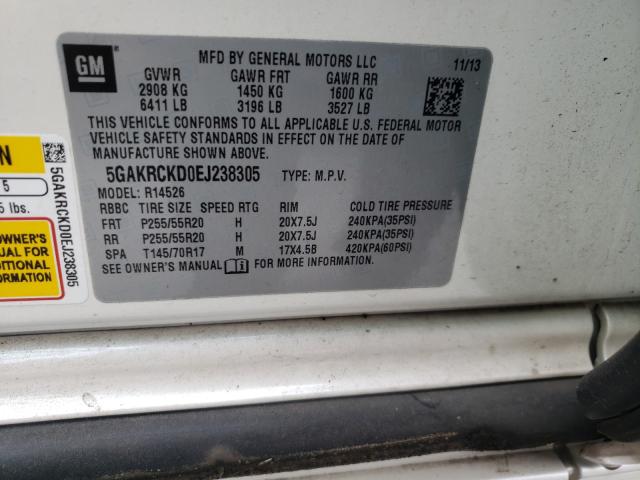 GM
MFD BY GENERAL MOTORS LLC 11/13
GVWR GAWR FRT GAWR RR
2908 KG 1450 KG 1600 KG
6411 LB 3196 LB 3527 LB
THIS VEHICLE CONFORMS TO ALL APPLICABLE U.S. FEDERAL MOTOR
VEHICLE SAFETY STANDARDS IN EFFECT ON THE DATE OF
MANUFACTURE SHOWN ABOVE.
5GAKRCKD0EJ238305 TYPE: M.P.V.
MODEL: R14526
RBBC TIRE SIZE SPEED RTG RIM COLD TIRE PRESSURE
FRT P255/55R20 H 20X7.5J 240KPA(35PSI)
RR P255/55R20 H 20X7.5J 240KPA(35PSI)
SPA T145/70R17 M 17X4.5B 420KPA(60PSI)
SEE OWNER'S MANUAL FOR MORE INFORMATION.
N
5
5 lbs.
OWNER'S
FOR
INFORMATION
5GAKRCKD0EJ238305